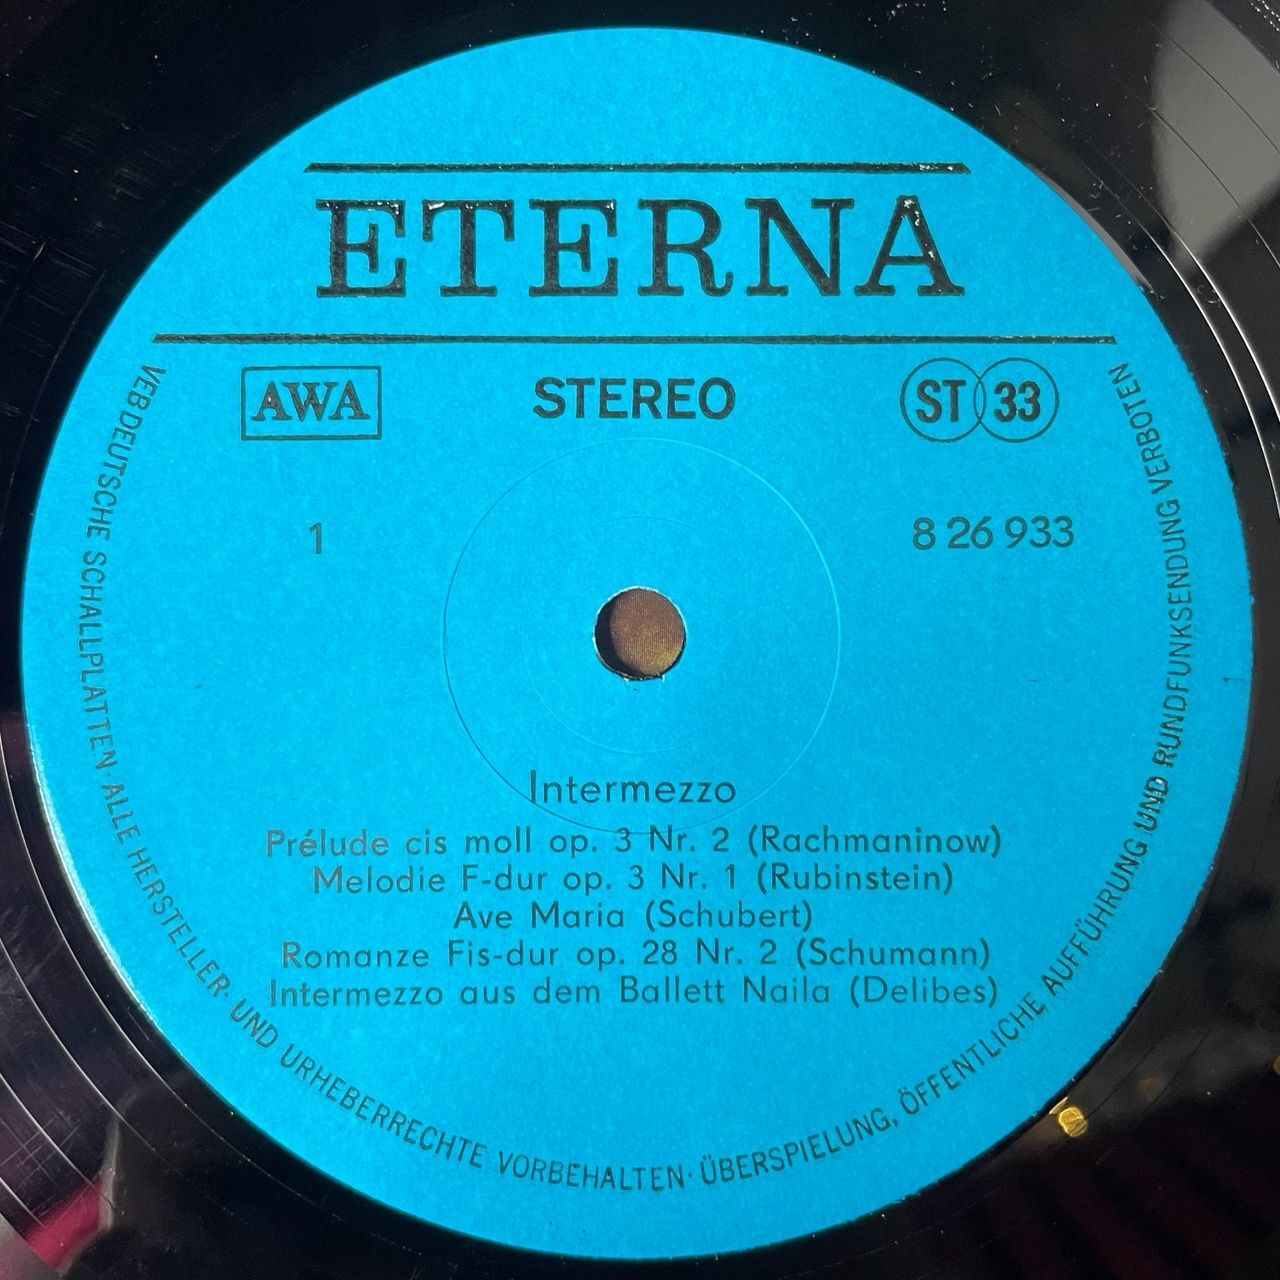 ETERNA
AWA
STEREO
ST 33
1
8 26 933
Intermezzo
Prélude cis moll op. 3 Nr. 2 (Rachmaninow)
Melodie F-dur op. 3 Nr. 1 (Rubinstein)
Ave Maria (Schubert)
Romanze Fis-dur op. 28 Nr. 2 (Schumann)
Intermezzo aus dem Ballett Naila (Delibes)
VEB DEUTSCHE SCHALLPLATTEN · ALLE HERSTELLER- UND URHEBERRECHTE VORBEHALTEN · ÜBERSPIELUNG, ÖFFENTLICHE AUFFÜHRUNG UND RUNDFUNKSENDUNG VERBOTEN